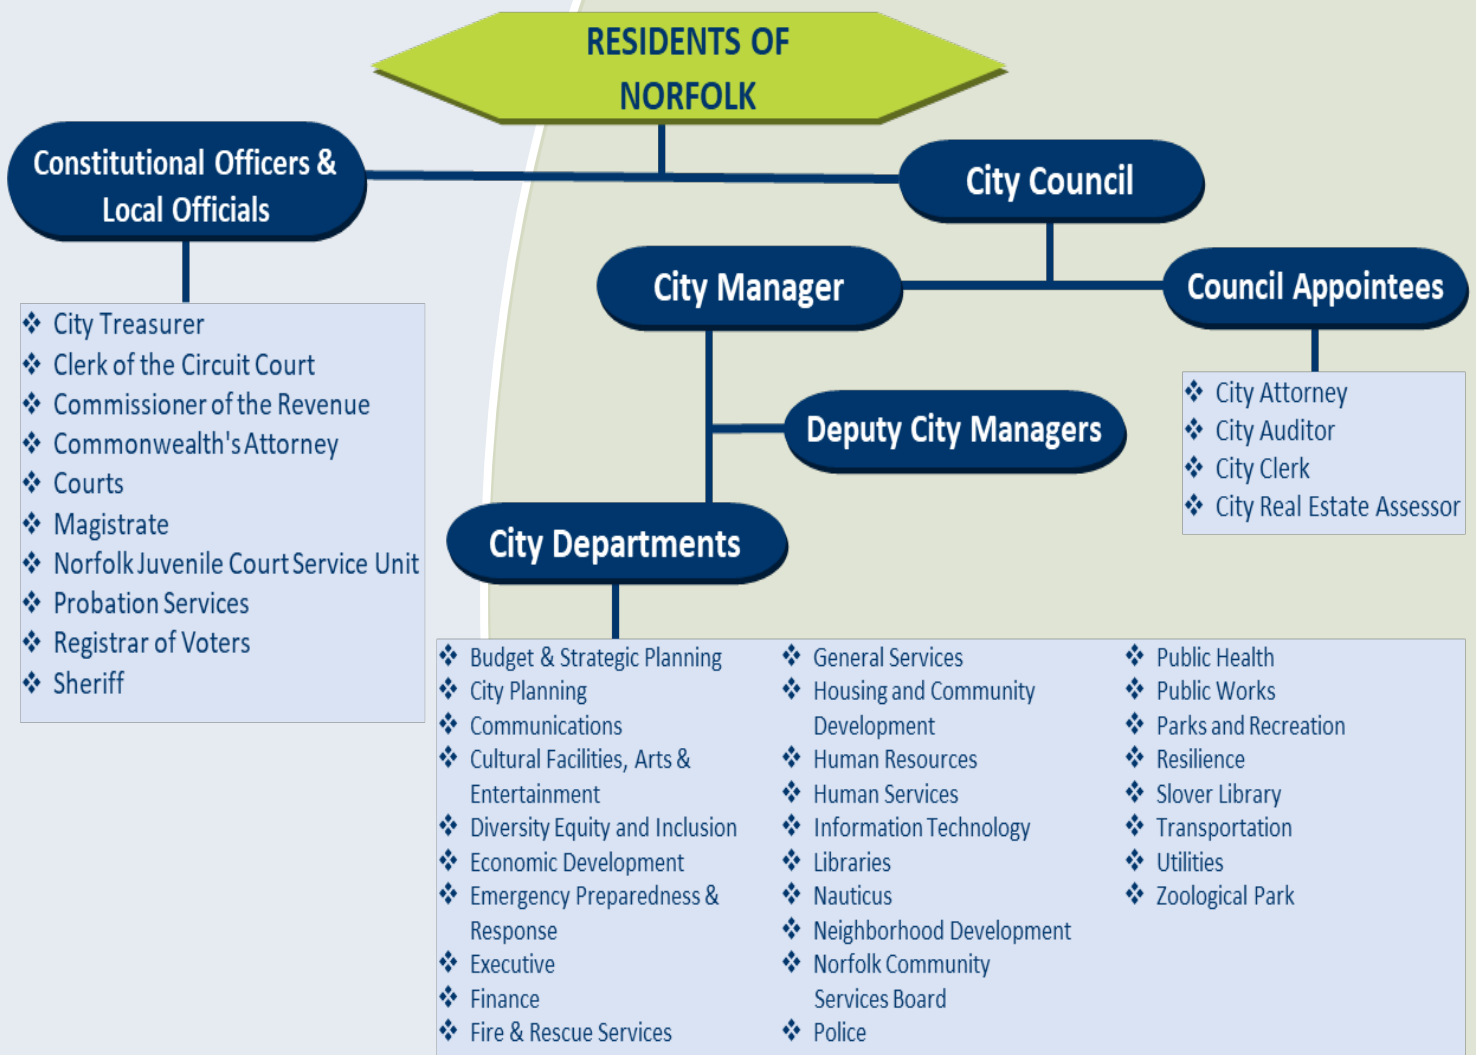 RESIDENTS OF
NORFOLK
Constitutional Officers &
Local Officials
City Council
City Manager
Council Appointees
❖ City Treasurer
❖ Clerk of the Circuit Court
❖ Commissioner of the Revenue
❖ Commonwealth's Attorney
❖ Courts
❖ Magistrate
❖ Norfolk Juvenile Court Service Unit
❖ Probation Services
❖ Registrar of Voters
❖ Sheriff
❖ City Attorney
❖ City Auditor
❖ City Clerk
❖ City Real Estate Assessor
Deputy City Managers
City Departments
❖ Budget & Strategic Planning
❖ City Planning
❖ Communications
❖ Cultural Facilities, Arts &
Entertainment
❖ Diversity Equity and Inclusion
❖ Economic Development
❖ Emergency Preparedness &
Response
❖ Executive
❖ Finance
❖ Fire & Rescue Services
❖ General Services
❖ Housing and Community
Development
❖ Human Resources
❖ Human Services
❖ Information Technology
❖ Libraries
❖ Nauticus
❖ Neighborhood Development
❖ Norfolk Community
Services Board
❖ Police
❖ Public Health
❖ Public Works
❖ Parks and Recreation
❖ Resilience
❖ Slover Library
❖ Transportation
❖ Utilities
❖ Zoological Park